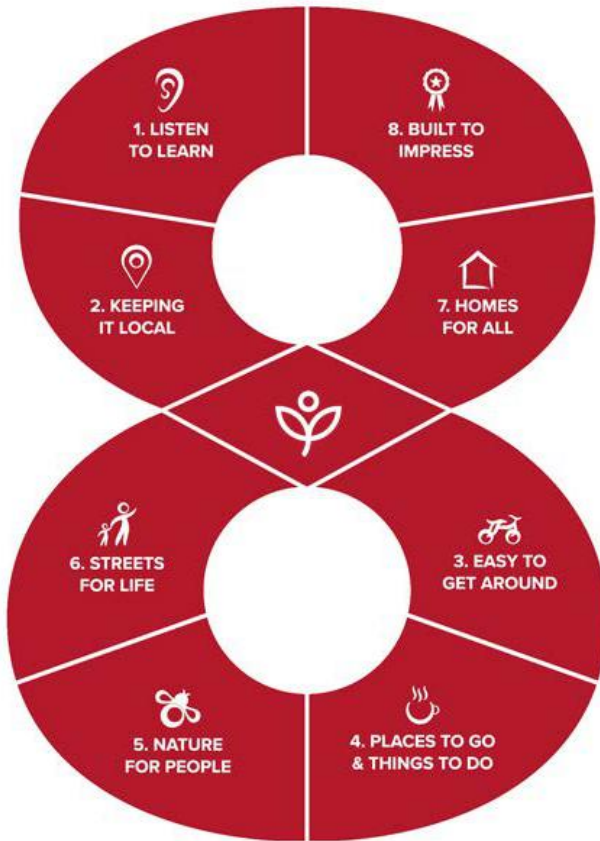 1. LISTEN
TO LEARN
8. BUILT TO
IMPRESS
2. KEEPING
IT LOCAL
7. HOMES
FOR ALL
6. STREETS
FOR LIFE
3. EASY TO
GET AROUND
5. NATURE
FOR PEOPLE
4. PLACES TO GO
& THINGS TO DO